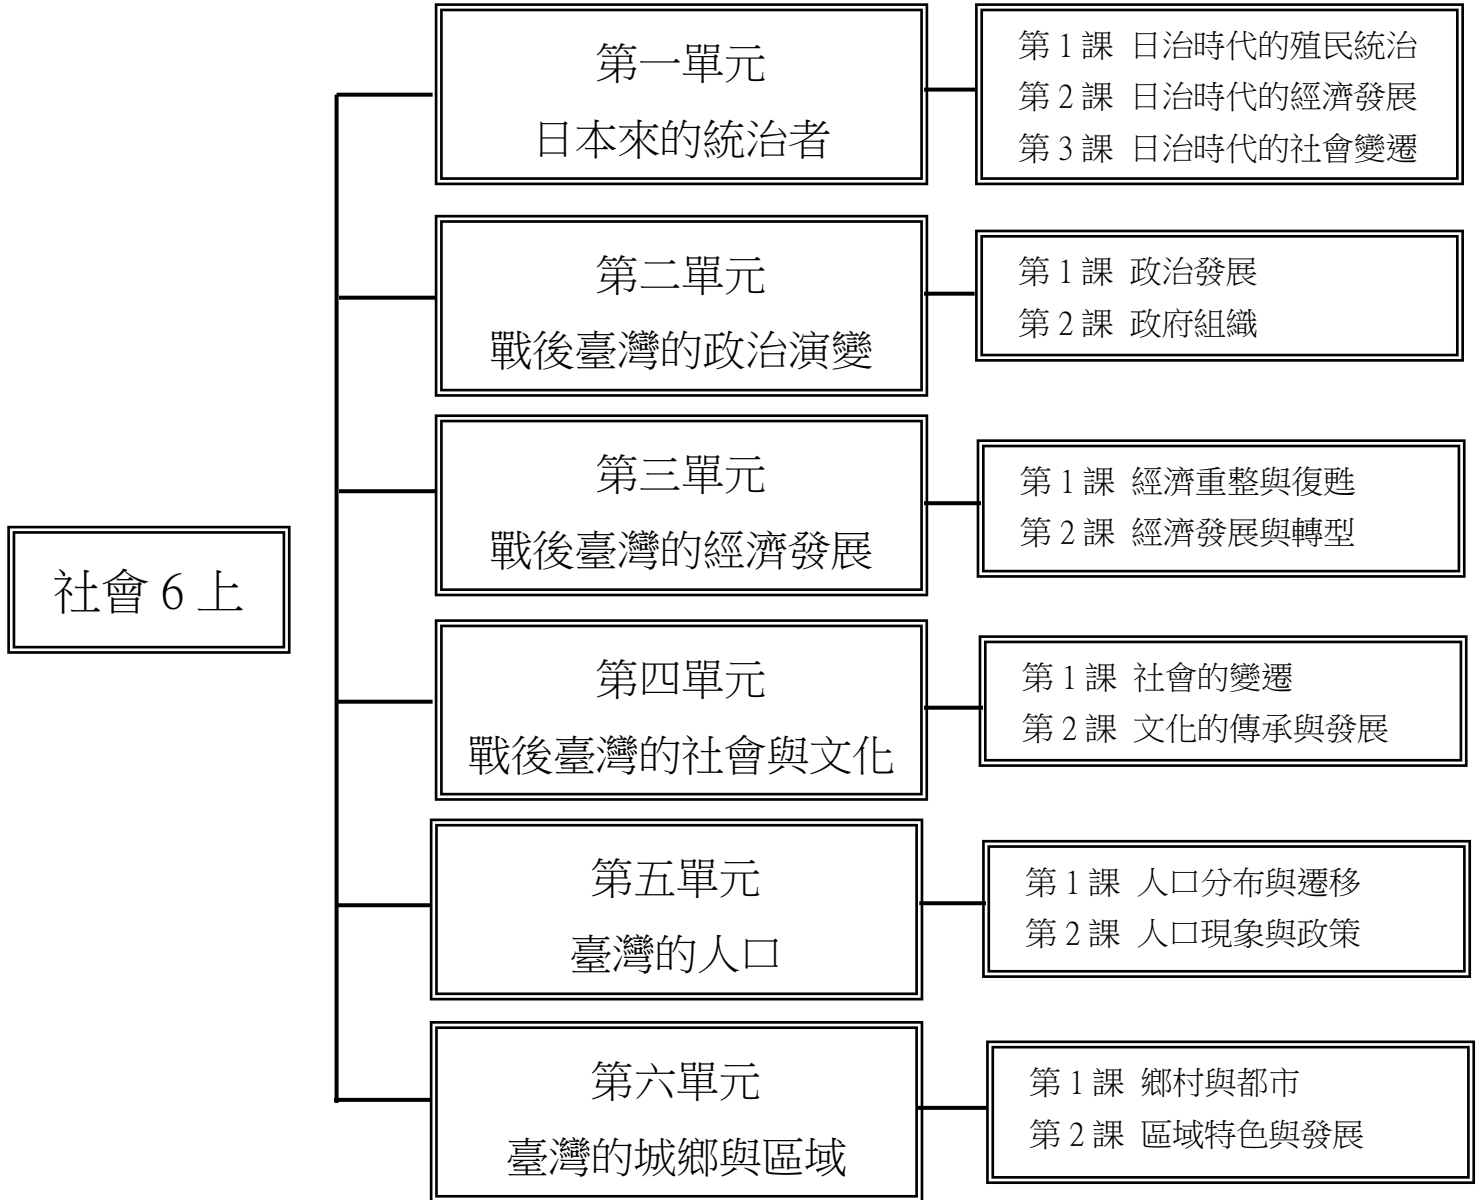 社會 6 上
第一單元
日本來的統治者
第 1 課 日治時代的殖民統治
第 2 課 日治時代的經濟發展
第 3 課 日治時代的社會變遷
第二單元
戰後臺灣的政治演變
第 1 課 政治發展
第 2 課 政府組織
第三單元
戰後臺灣的經濟發展
第 1 課 經濟重整與復甦
第 2 課 經濟發展與轉型
第四單元
戰後臺灣的社會與文化
第 1 課 社會的變遷
第 2 課 文化的傳承與發展
第五單元
臺灣的人口
第 1 課 人口分布與遷移
第 2 課 人口現象與政策
第六單元
臺灣的城鄉與區域
第 1 課 鄉村與都市
第 2 課 區域特色與發展